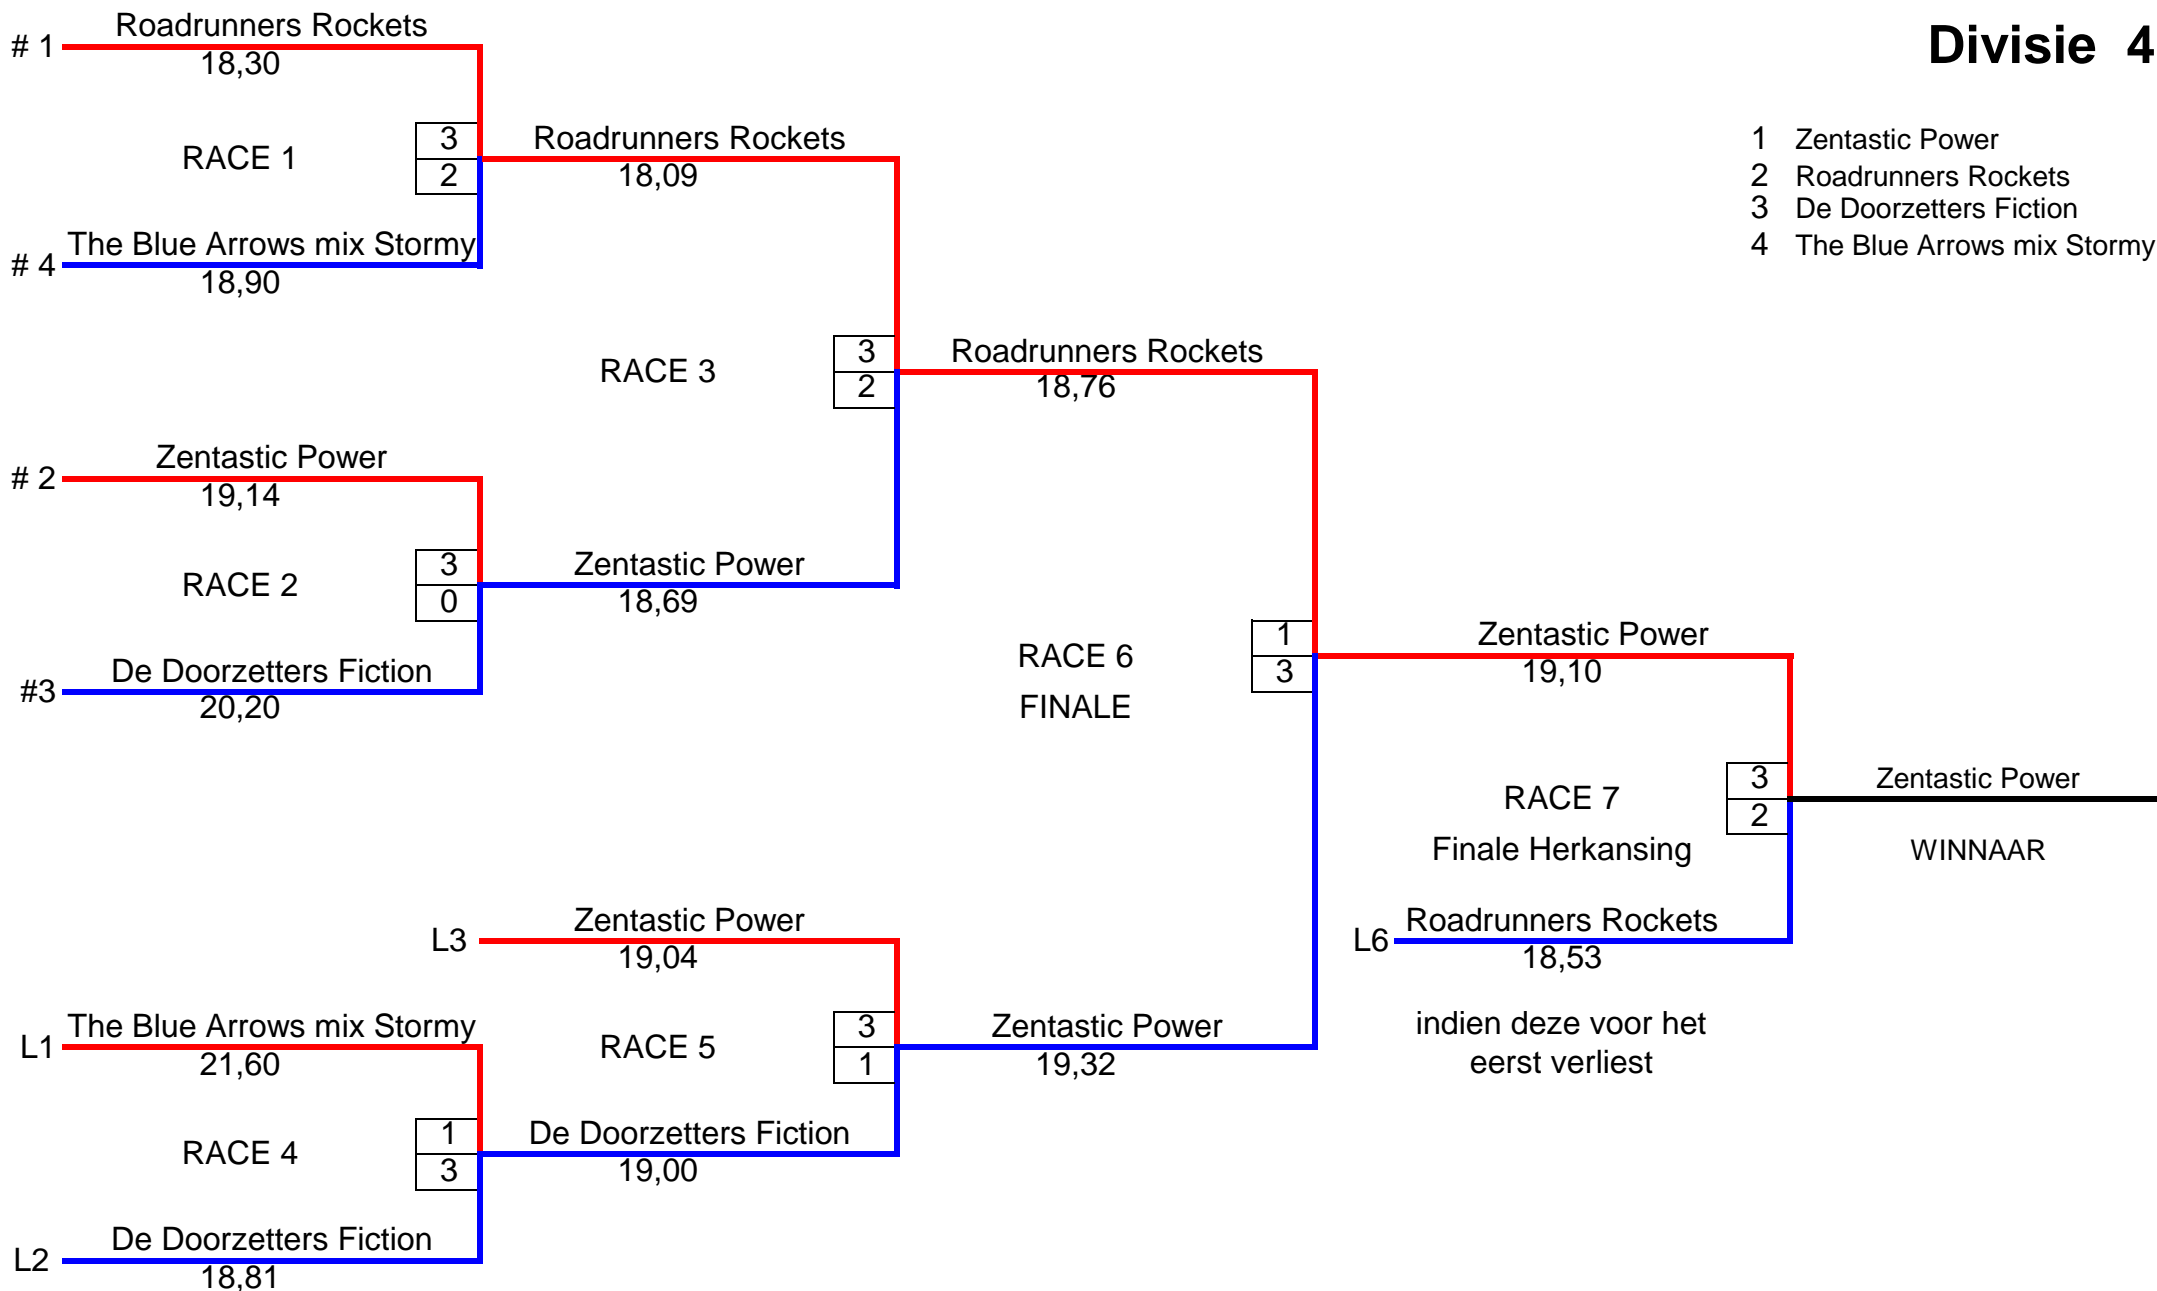 Divisie 4
1 Zentastic Power
2 Roadrunners Rockets
3 De Doorzetters Fiction
4 The Blue Arrows mix Stormy
# 1
Roadrunners Rockets
18,30
RACE 1
3
2
# 4
The Blue Arrows mix Stormy
18,90
Roadrunners Rockets
18,09
RACE 3
3
2
Roadrunners Rockets
18,76
# 2
Zentastic Power
19,14
RACE 2
3
0
#3
De Doorzetters Fiction
20,20
Zentastic Power
18,69
RACE 6
FINALE
1
3
Zentastic Power
19,10
RACE 7
Finale Herkansing
3
2
Zentastic Power
WINNAAR
L6
Roadrunners Rockets
18,53
indien deze voor het
eerst verliest
L3
Zentastic Power
19,04
RACE 5
3
1
Zentastic Power
19,32
L1
The Blue Arrows mix Stormy
21,60
RACE 4
1
3
De Doorzetters Fiction
19,00
L2
De Doorzetters Fiction
18,81